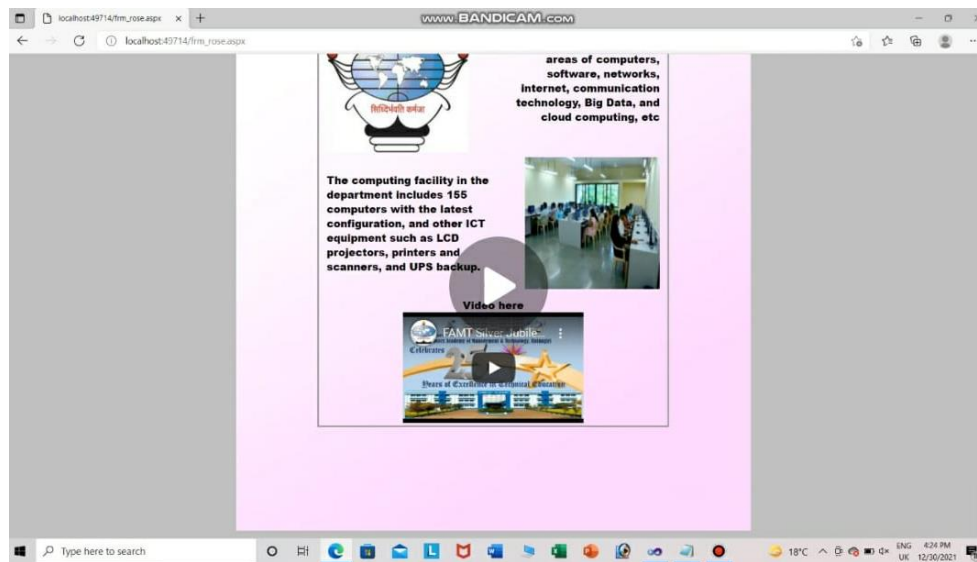 localhost:49714/frm_rose.aspx
www.BANDICAM.com
localhost:49714/frm_rose.aspx
areas of computers,
software, networks,
internet, communication
technology, Big Data, and
cloud computing, etc
The computing facility in the
department includes 155
computers with the latest
configuration, and other ICT
equipment such as LCD
projectors, printers and
scanners, and UPS backup.
Video here
FAMT Silver Jubile...
Celebrates
25
Years of Excellence in Technical Education
Type here to search
18°C
ENG
UK
4:24 PM
12/30/2021